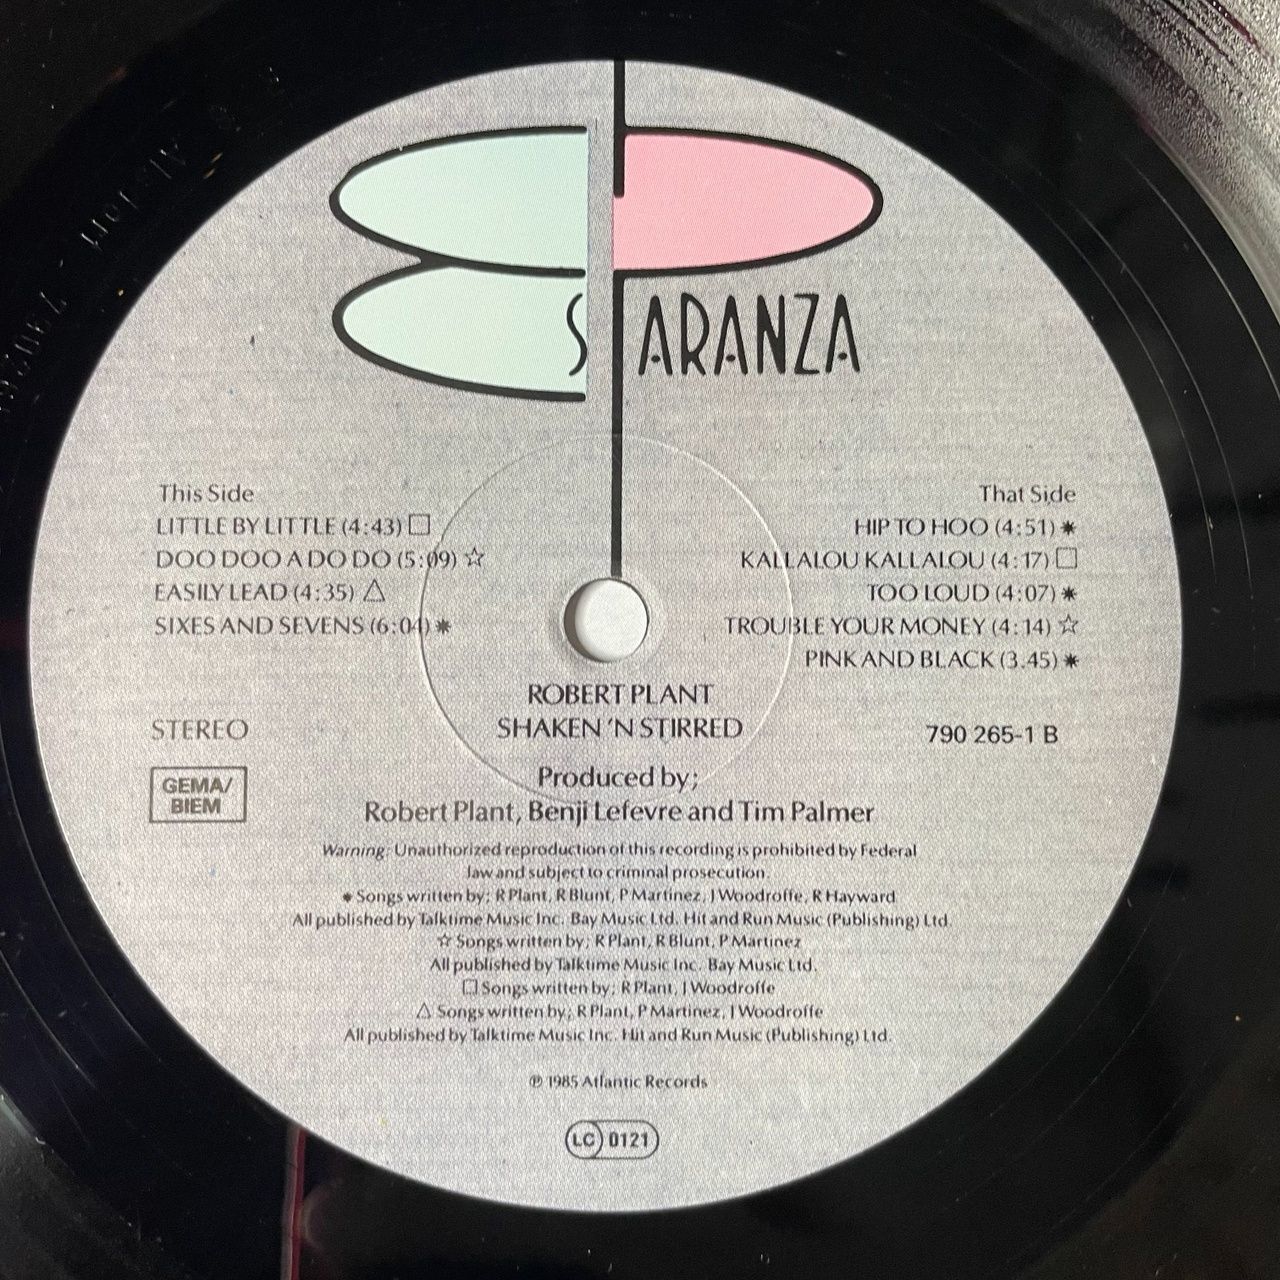 ES PARANZA
This Side
LITTLE BY LITTLE (4:43) □
DOO DOO A DO DO (5:09) ☆
EASILY LEAD (4:35) △
SIXES AND SEVENS (6:04) ✷
That Side
HIP TO HOO (4:51) ✷
KALLALOU KALLALOU (4:17) □
TOO LOUD (4:07) ✷
TROUBLE YOUR MONEY (4:14) ☆
PINK AND BLACK (3.45) ✷
ROBERT PLANT
SHAKEN 'N STIRRED
STEREO
790 265-1 B
GEMA/
BIEM
Produced by;
Robert Plant, Benji Lefevre and Tim Palmer
Warning: Unauthorized reproduction of this recording is prohibited by Federal
law and subject to criminal prosecution.
✷ Songs written by; R Plant, R Blunt, P Martinez, J Woodroffe, R Hayward
All published by Talktime Music Inc. Bay Music Ltd. Hit and Run Music (Publishing) Ltd.
☆ Songs written by; R Plant, R Blunt, P Martinez
All published by Talktime Music Inc. Bay Music Ltd.
□ Songs written by; R Plant, J Woodroffe
△ Songs written by; R Plant, P Martinez, J Woodroffe
All published by Talktime Music Inc. Hit and Run Music (Publishing) Ltd.
℗ 1985 Atlantic Records
LC 0121